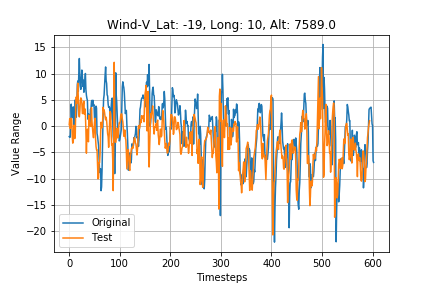 Wind-V_Lat: -19, Long: 10, Alt: 7589.0
15
10
5
0
−5
−10
−15
−20
Value Range
Original
Test
0 100 200 300 400 500 600
Timesteps